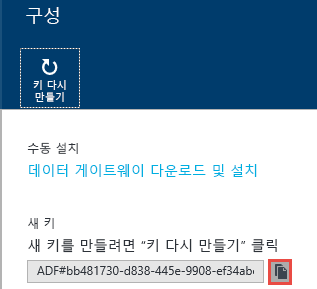 구성
키 다시
만들기
수동 설치
데이터 게이트웨이 다운로드 및 설치
새 키
새 키를 만들려면 "키 다시 만들기" 클릭
ADF#bb481730-d838-445e-9908-ef34abc